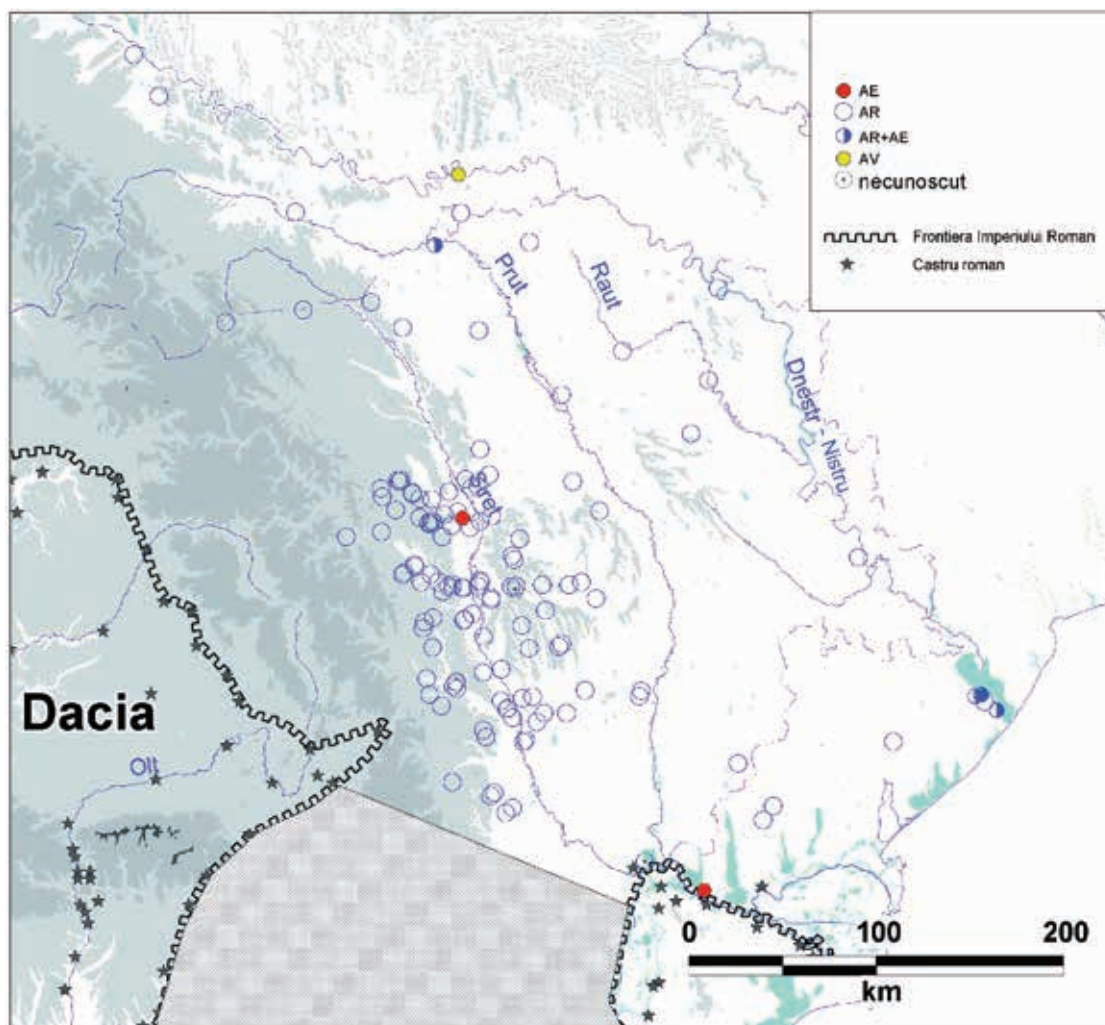 AE
AR
AR+AE
AV
necunoscut
Frontiera Imperiului Roman
Castru roman
Prut
Raut
Dnestr - Nistru
Siret
Dacia
Olt
0 100 200
km